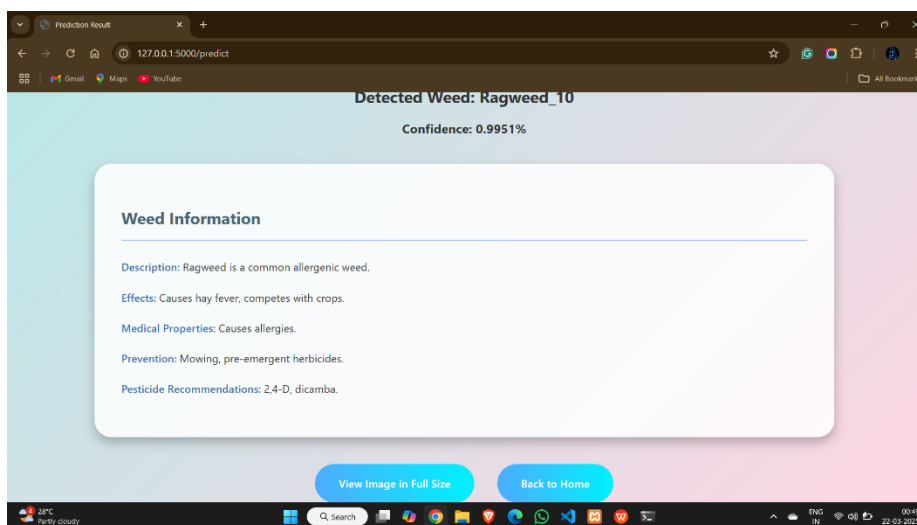 Prediction Result
127.0.0.1:5000/predict
Gmail Maps YouTube
All Bookmark
Detected Weed: Ragweed_10
Confidence: 0.9951%
Weed Information
Description: Ragweed is a common allergenic weed.
Effects: Causes hay fever, competes with crops.
Medical Properties: Causes allergies.
Prevention: Mowing, pre-emergent herbicides.
Pesticide Recommendations: 2,4-D, dicamba.
View Image in Full Size
Back to Home
28°C
Partly cloudy
Search
ENG
IN
22-03-202